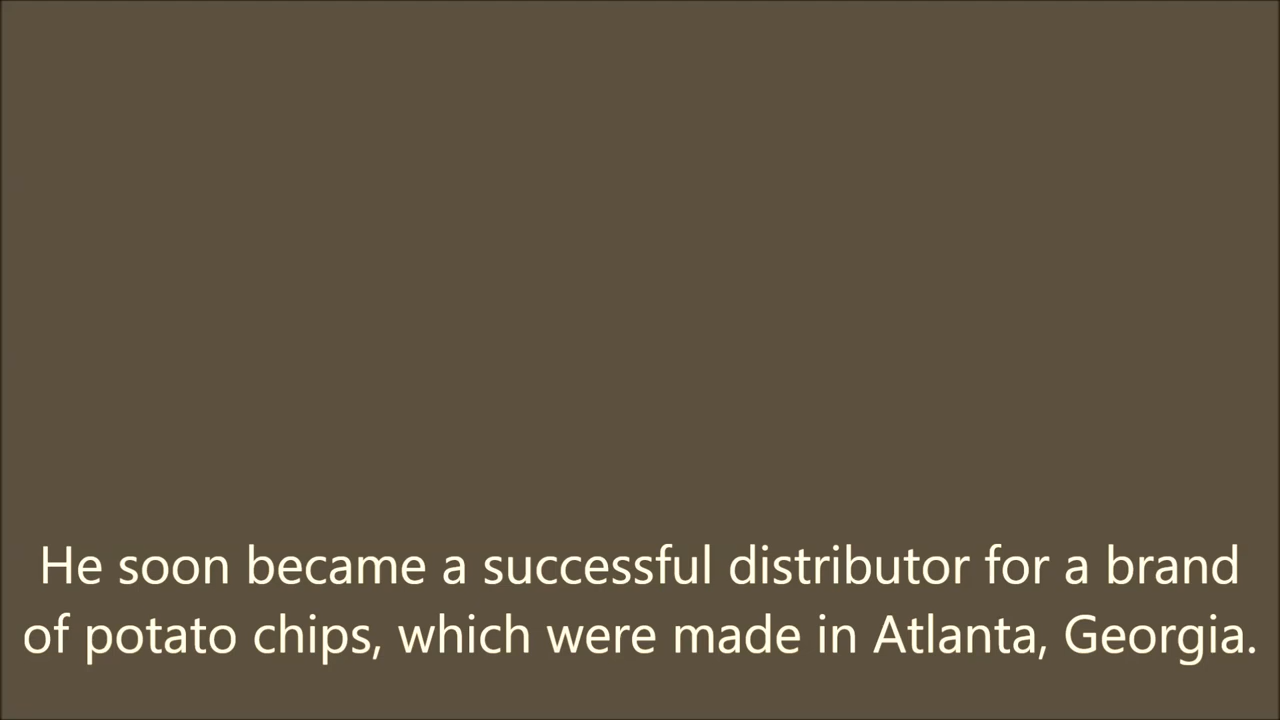 He soon became a successful distributor for a brand
of potato chips, which were made in Atlanta, Georgia.